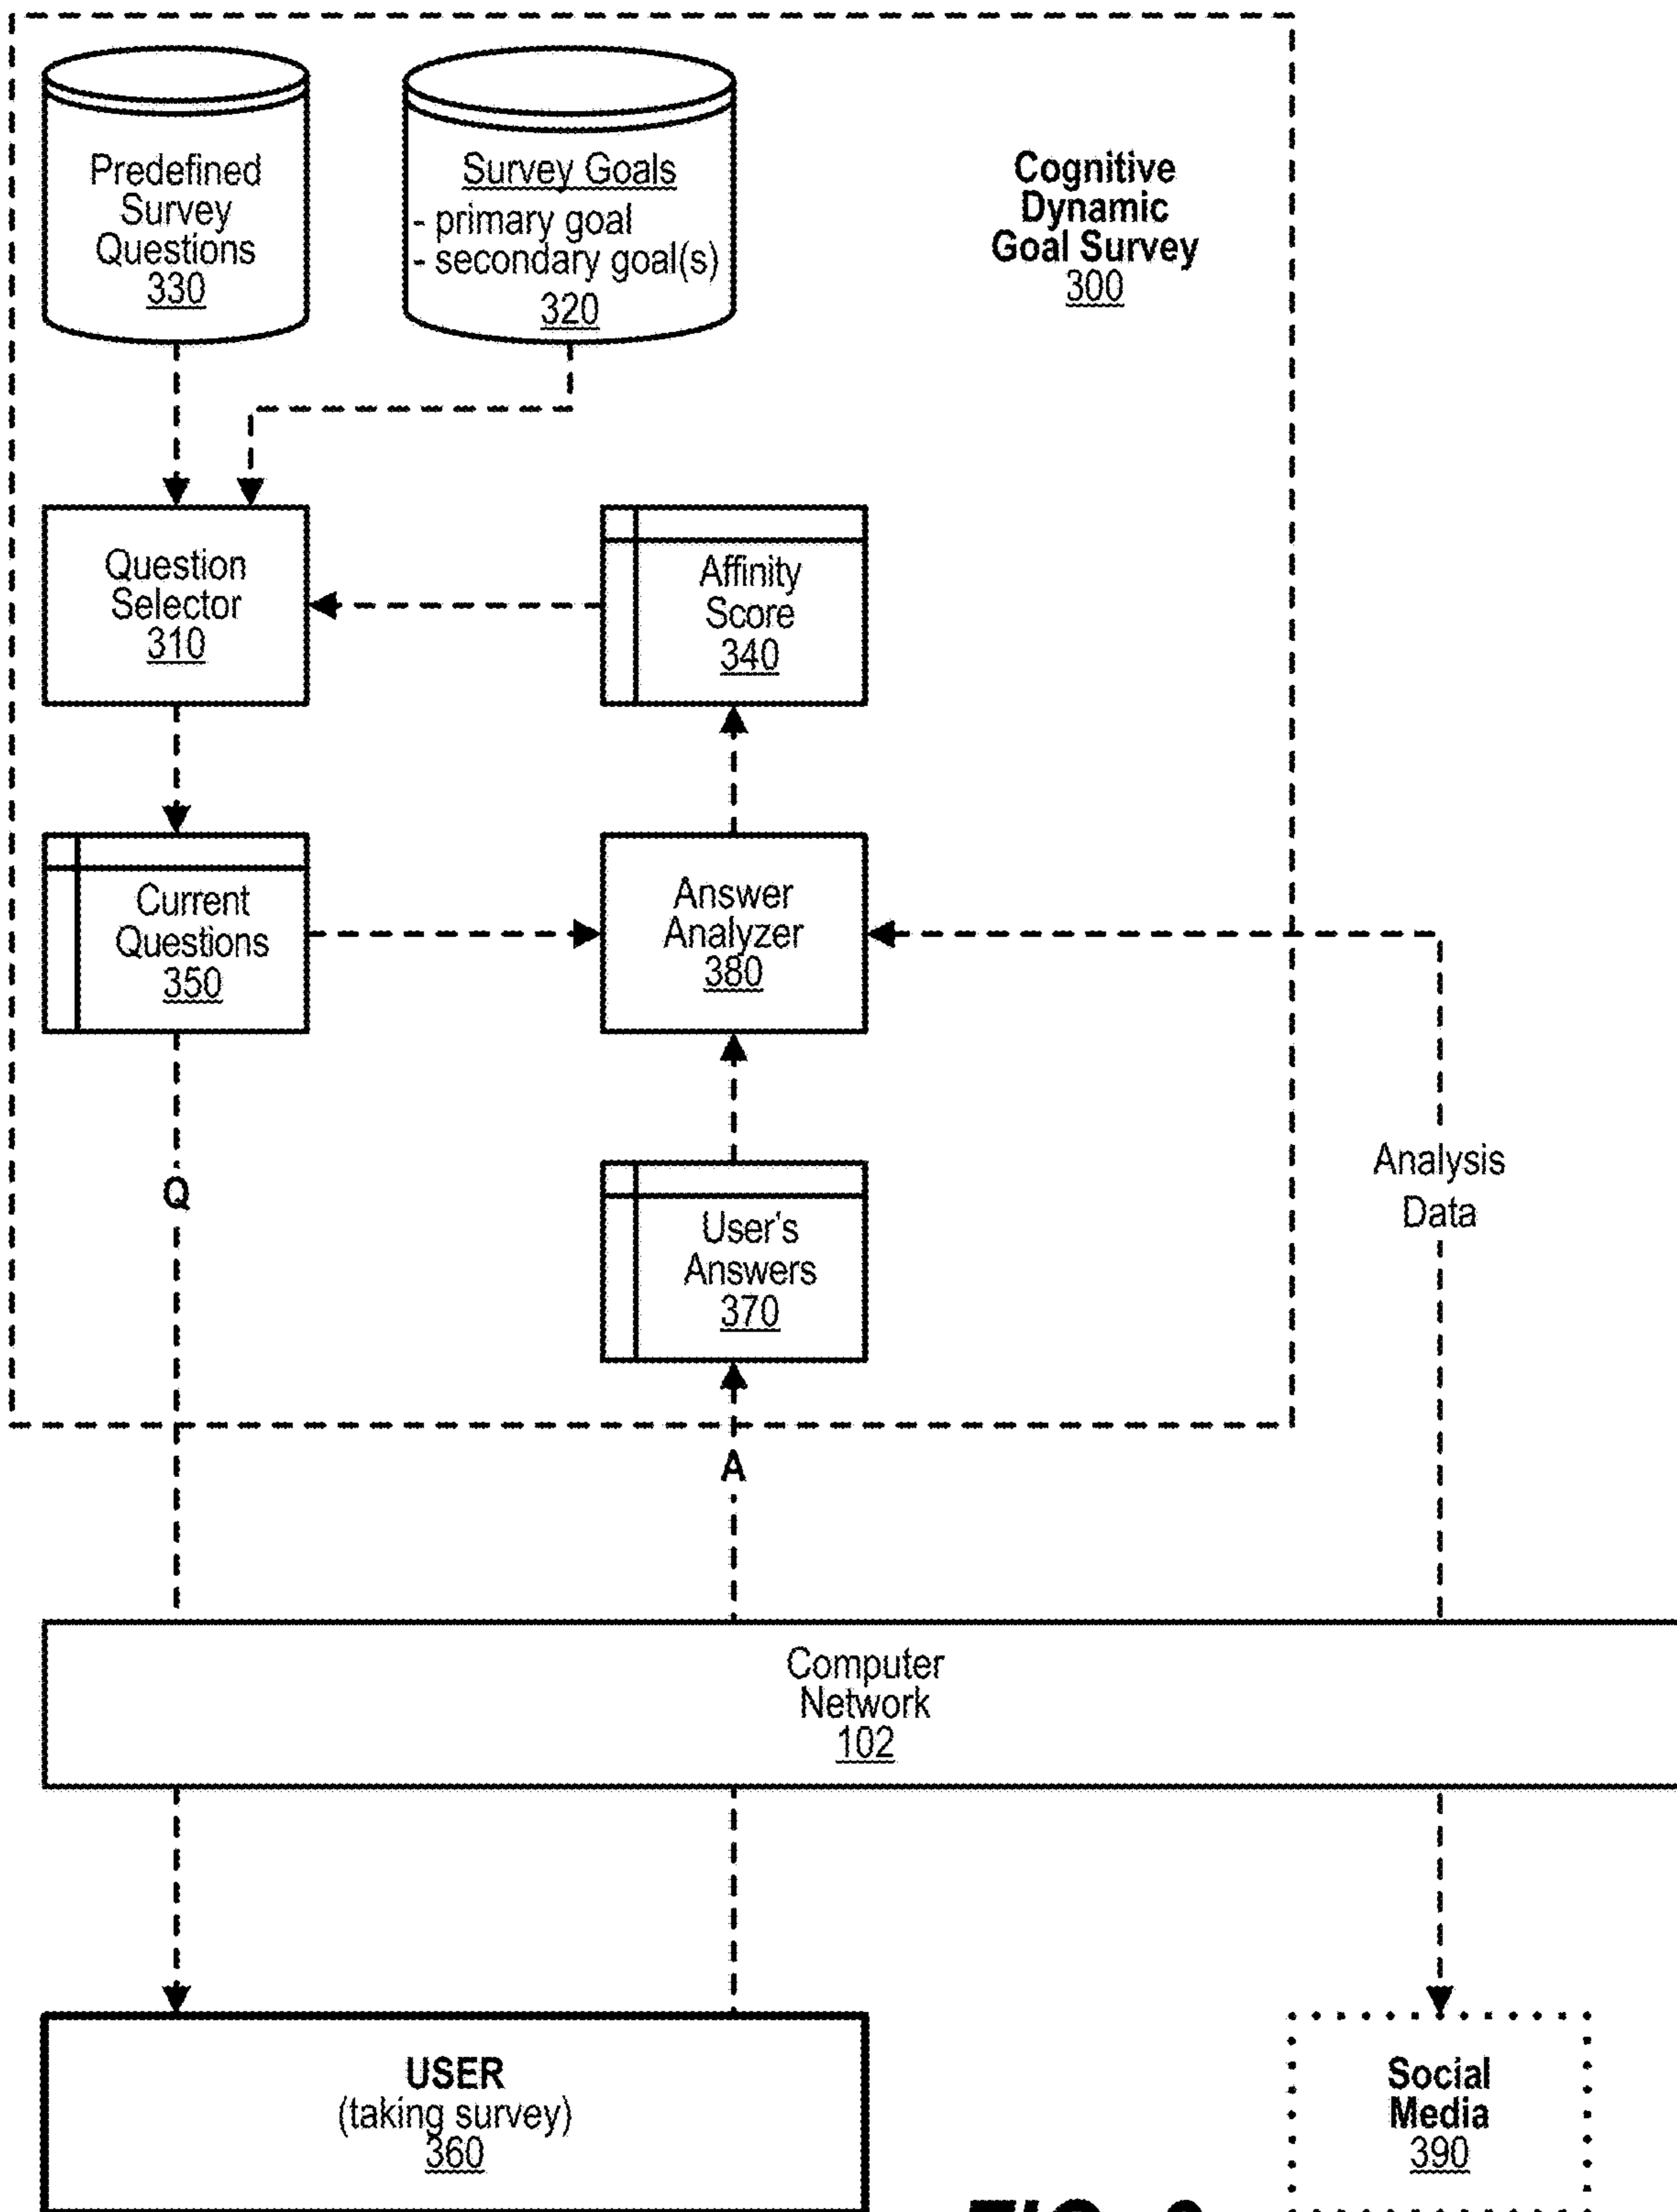 Predefined
Survey
Questions
330
Survey Goals
- primary goal
- secondary goal(s)
320
Cognitive
Dynamic
Goal Survey
300
Question
Selector
310
Affinity
Score
340
Current
Questions
350
Answer
Analyzer
380
Analysis
Data
Q
User's
Answers
370
A
Computer
Network
102
USER
(taking survey)
360
Social
Media
390